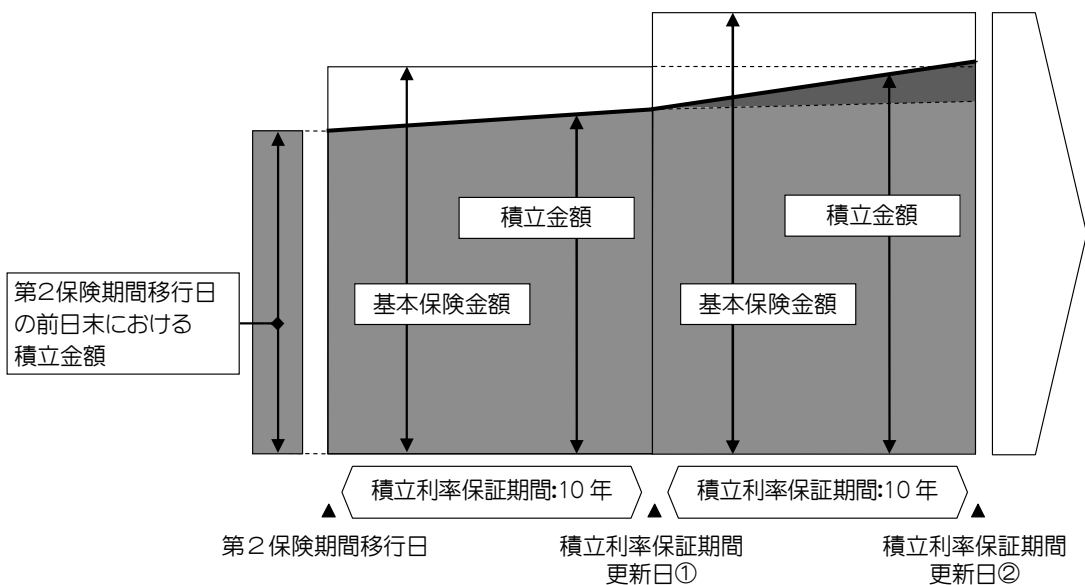 積立金額
積立金額
第2保険期間移行日
の前日末における
積立金額
基本保険金額
基本保険金額
積立利率保証期間:10年
積立利率保証期間:10年
第2保険期間移行日
積立利率保証期間
更新日①
積立利率保証期間
更新日②